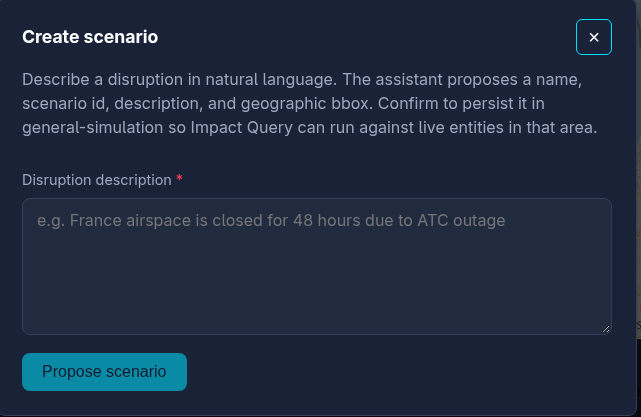 Create scenario
×
Describe a disruption in natural language. The assistant proposes a name,
scenario id, description, and geographic bbox. Confirm to persist it in
general-simulation so Impact Query can run against live entities in that area.
Disruption description *
e.g. France airspace is closed for 48 hours due to ATC outage
Propose scenario